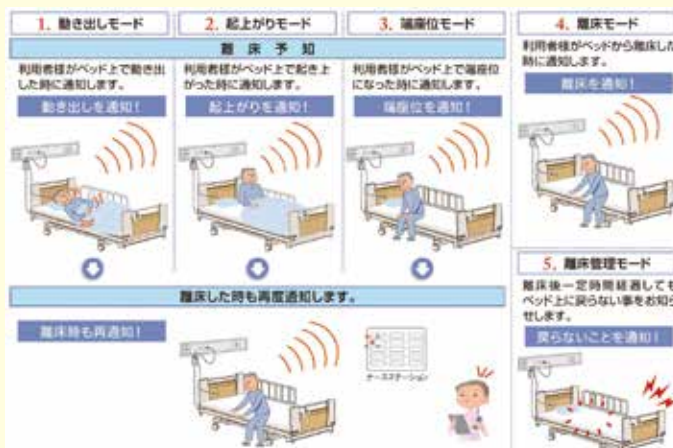 1. 動き出しモード
2. 起上がりモード
3. 端座位モード
離床予知
利用者様がベッド上で動き出
した時に通知します。
動き出しを通知！
利用者様がベッド上で起き上
がった時に通知します。
起上がりを通知！
利用者様がベッド上で端座位
になった時に通知します。
端座位を通知！
離床した時も再度通知します。
離床時も再通知！
ナースステーション
4. 離床モード
利用者様がベッドから離床した
時に通知します。
離床を通知！
5. 離床管理モード
離床後一定時間経過しても
ベッド上に戻らない事をお知ら
せします。
戻らないことを通知！